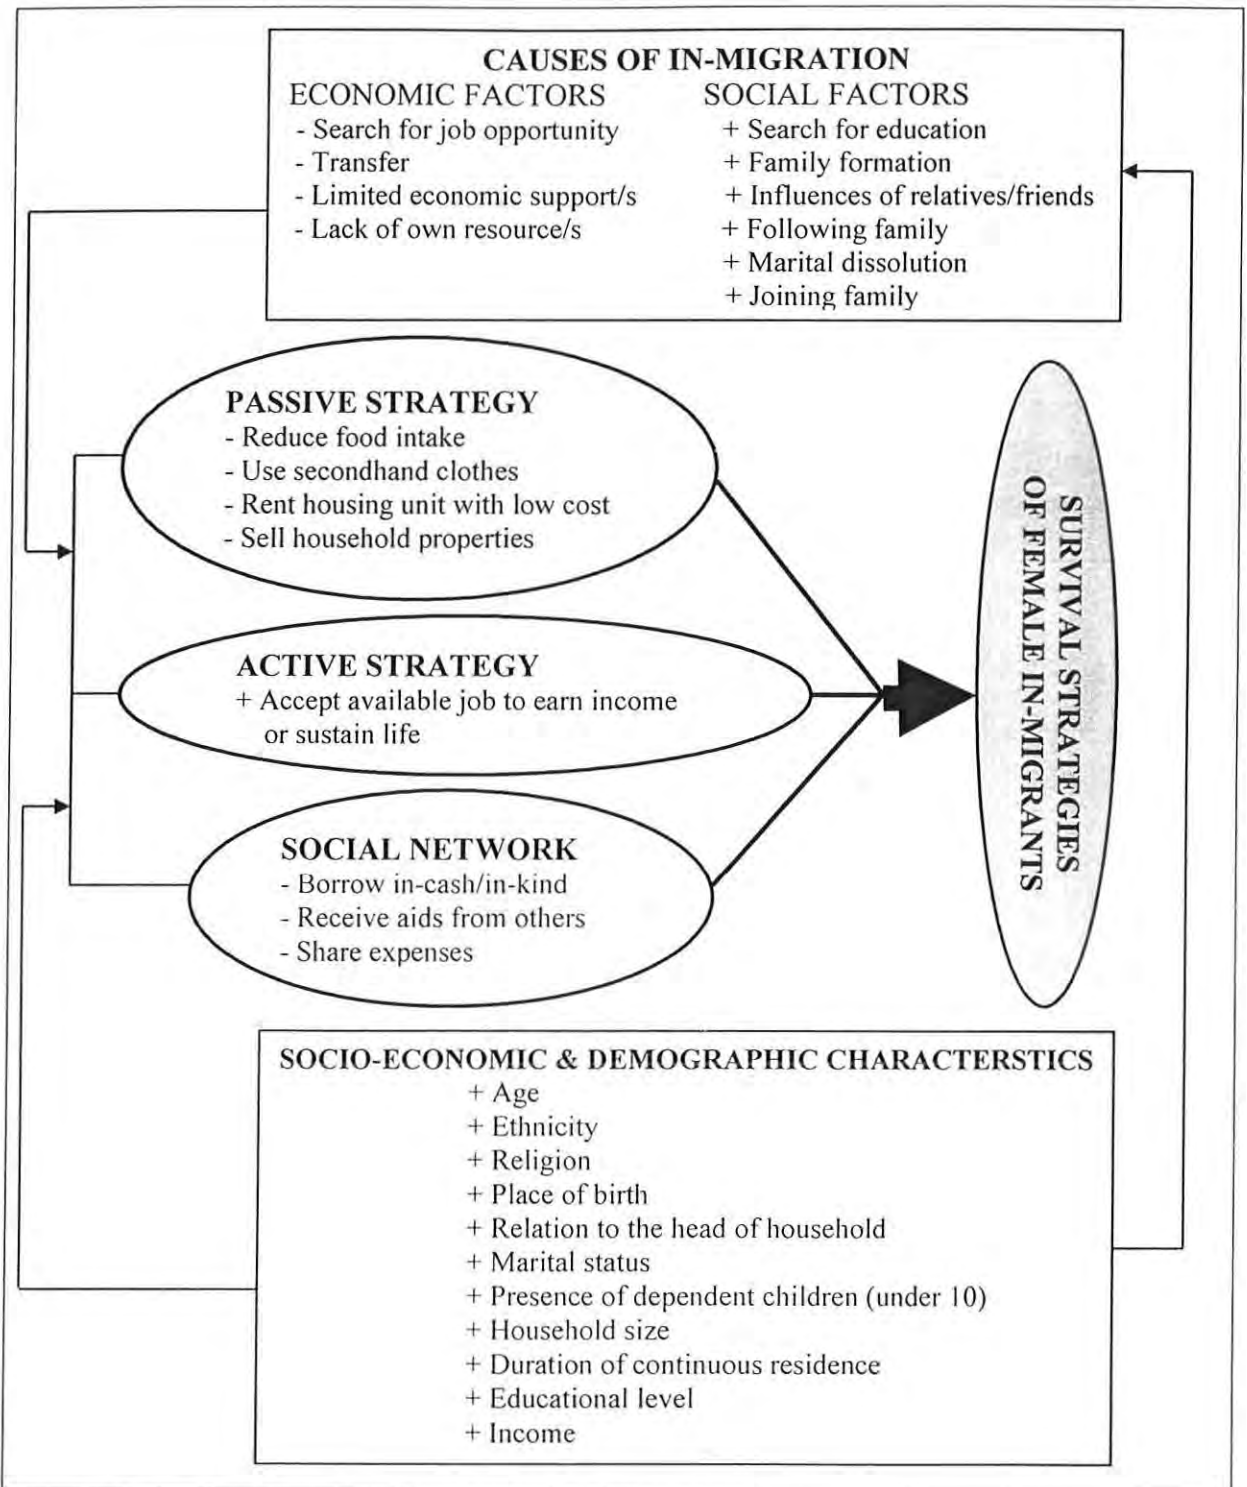 CAUSES OF IN-MIGRATION
ECONOMIC FACTORS
- Search for job opportunity
- Transfer
- Limited economic support/s
- Lack of own resource/s
SOCIAL FACTORS
+ Search for education
+ Family formation
+ Influences of relatives/friends
+ Following family
+ Marital dissolution
+ Joining family
PASSIVE STRATEGY
- Reduce food intake
- Use secondhand clothes
- Rent housing unit with low cost
- Sell household properties
ACTIVE STRATEGY
+ Accept available job to earn income
or sustain life
SOCIAL NETWORK
- Borrow in-cash/in-kind
- Receive aids from others
- Share expenses
SURVIVAL STRATEGIES
OF FEMALE IN-MIGRANTS
SOCIO-ECONOMIC & DEMOGRAPHIC CHARACTERSTICS
+ Age
+ Ethnicity
+ Religion
+ Place of birth
+ Relation to the head of household
+ Marital status
+ Presence of dependent children (under 10)
+ Household size
+ Duration of continuous residence
+ Educational level
+ Income